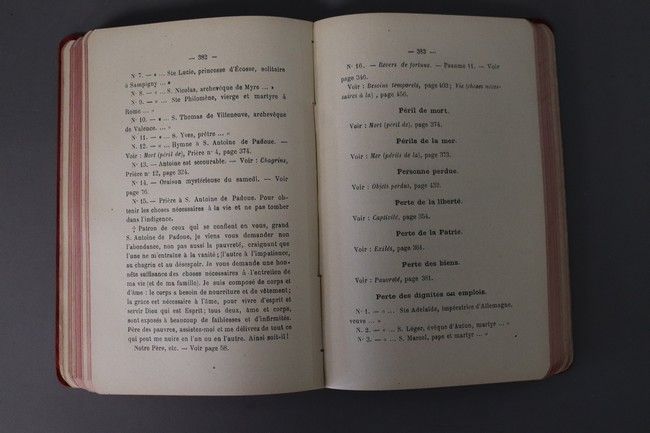 — 382 —
N° 7. — « ... Ste Lucie, princesse d'Écosse, solitaire
à Sampigny ... »
N° 8. — « ... S. Nicolas, archevêque de Myre ... »
N° 9. — « ... Ste Philomène, vierge et martyre à
Rome ... »
N° 10. — « ... S. Thomas de Villeneuve, archevêque
de Valence. ... »
N° 11. — « ... S. Yves, prêtre ... »
N° 12. — « ... Hymne à S. Antoine de Padoue. —
Voir : Mort (péril de), Prière n° 4, page 374.
N° 13. — Antoine est secourable. — Voir : Chagrins,
Prière n° 12, page 324.
N° 14. — Oraison mystérieuse du samedi. — Voir
page 76.
N° 15. — Prière à S. Antoine de Padoue. Pour ob-
tenir les choses nécessaires à la vie et ne pas tomber
dans l'indigence.
† Patron de ceux qui se confient en vous, grand
S. Antoine de Padoue, je viens vous demander non
l'abondance, non pas aussi la pauvreté, craignant que
l'une ne m'entraîne à la vanité ; l'autre à l'impatience,
au chagrin et au désespoir. Je vous demande une hon-
nête suffisance des choses nécessaires à l'entretien de
ma vie (et de ma famille). Je suis composé de corps et
d'âme : le corps a besoin de nourriture et de vêtement ;
la grâce est nécessaire à l'âme, pour vivre d'esprit et
servir Dieu qui est Esprit ; tous deux, âme et corps,
sont exposés à beaucoup de faiblesses et d'infirmités.
Père des pauvres, assistez-moi et me délivrez de tout ce
qui peut me nuire en l'un ou en l'autre. Ainsi soit-il !
Notre Père, etc. — Voir page 58.
— 383 —
N° 16. — Revers de fortune. — Psaume 11. — Voir
page 346.
Voir : Besoins temporels, page 403 ; Vie (choses néces-
saires à la), page 456.
Péril de mort.
Voir : Mort (péril de), page 374.
Périls de la mer.
Voir : Mer (périls de la), page 373.
Personne perdue.
Voir : Objets perdus, page 432.
Perte de la liberté.
Voir : Captivité, page 354.
Perte de la Patrie.
Voir : Exilés, page 364.
Perte des biens.
Voir : Pauvreté, page 381.
Perte des dignités ou emplois.
N° 1. — « ... Ste Adelaïde, impératrice d'Allemagne,
veuve ... »
N° 2. — « ... S. Léger, évêque d'Autun, martyr ... »
N° 3. — « ... S. Marcel, pape et martyr ... »